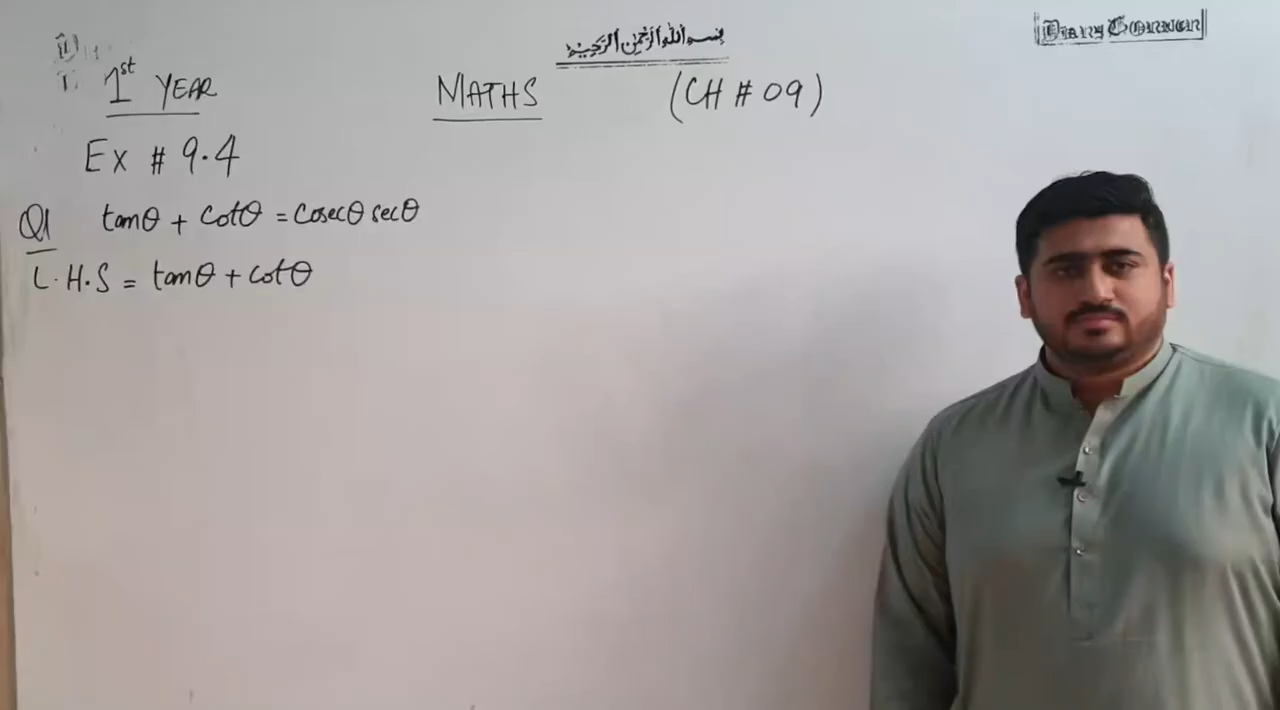 بسم الله الرحمن الرحيم
Diary Corner
1st YEAR MATHS (CH # 09)
Ex # 9.4
Q1 tanθ + Cotθ = Cosecθ secθ
L.H.S = tanθ + cotθ